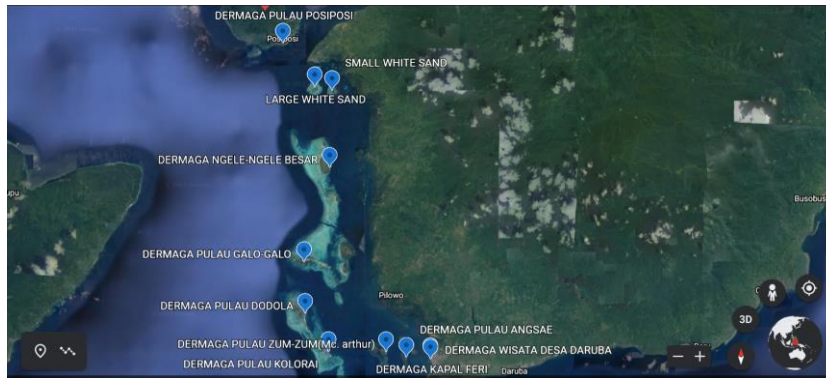 DERMAGA PULAU POSIPOSI
Posiposi
SMALL WHITE SAND
LARGE WHITE SAND
DERMAGA NGELE-NGELE BESAR
Busobus
DERMAGA PULAU GALO-GALO
Pilowo
DERMAGA PULAU DODOLA
3D
DERMAGA PULAU ANGSAE
DERMAGA PULAU ZUM-ZUM(Mc. arthur)
DERMAGA WISATA DESA DARUBA
DERMAGA PULAU KOLORAI
DERMAGA KAPAL FERI
Daruba